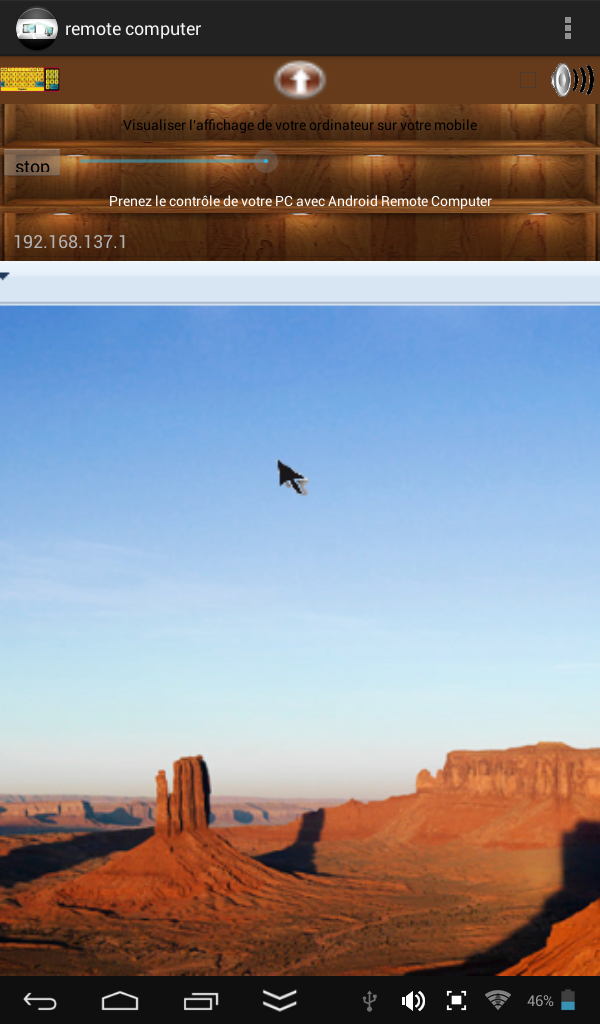 remote computer
Visualiser l'affichage de votre ordinateur sur votre mobile
stop
Prenez le contrôle de votre PC avec Android Remote Computer
192.168.137.1
46%